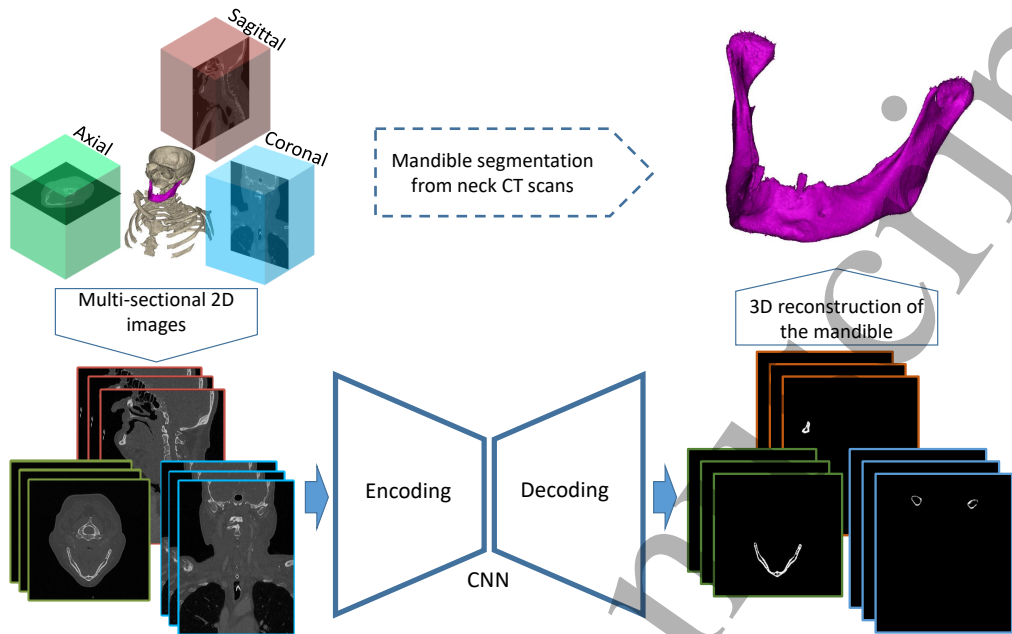 Sagittal
Axial
Coronal
Mandible segmentation
from neck CT scans
Multi-sectional 2D
images
3D reconstruction of
the mandible
Encoding
Decoding
CNN